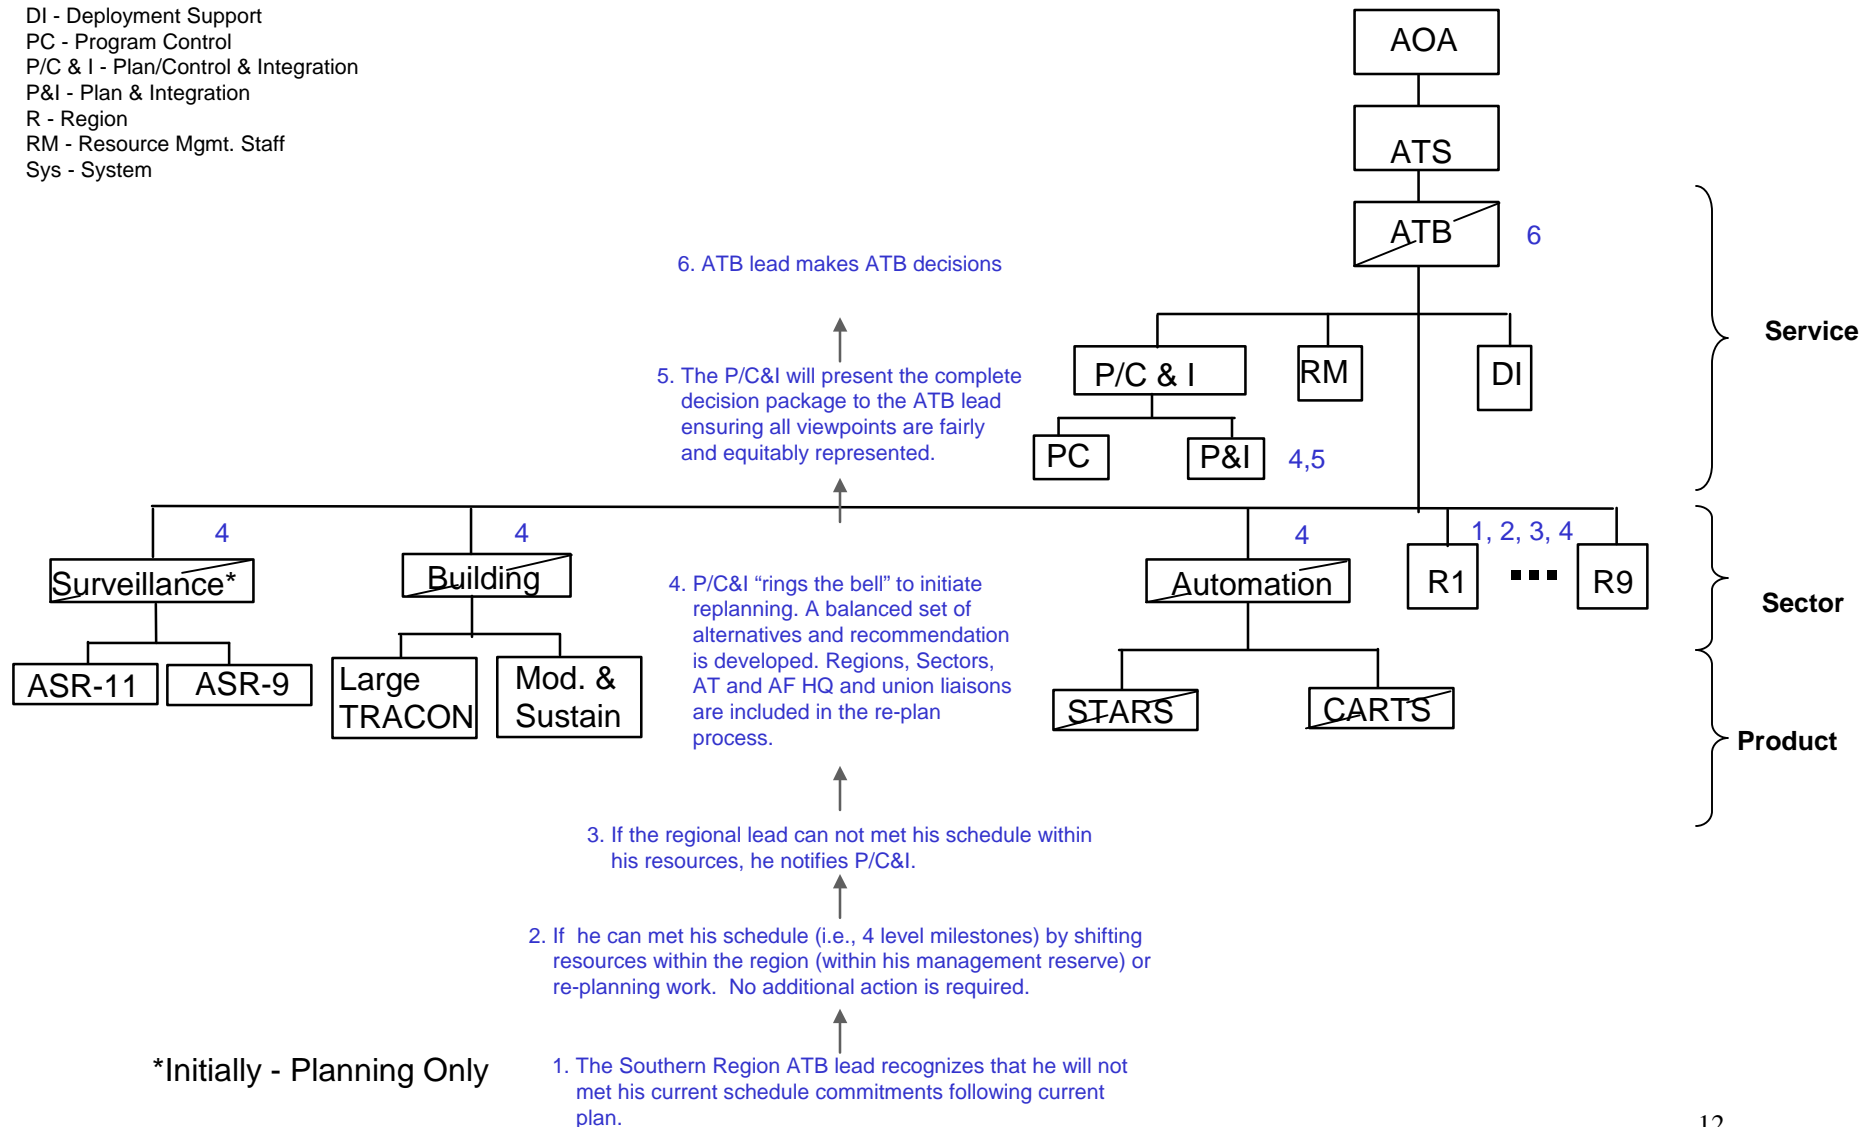 DI - Deployment Support
PC - Program Control
P/C & I - Plan/Control & Integration
P&I - Plan & Integration
R - Region
RM - Resource Mgmt. Staff
Sys - System
AOA
ATS
ATB
6
6. ATB lead makes ATB decisions
Service
P/C & I
RM
DI
5. The P/C&I will present the complete
decision package to the ATB lead
ensuring all viewpoints are fairly
and equitably represented.
PC
P&I
4,5
4
4
4
1, 2, 3, 4
Surveillance*
Building
Automation
R1
R9
Sector
4. P/C&I “rings the bell” to initiate
replanning. A balanced set of
alternatives and recommendation
is developed. Regions, Sectors,
AT and AF HQ and union liaisons
are included in the re-plan
process.
ASR-11
ASR-9
Large
TRACON
Mod. &
Sustain
STARS
CARTS
Product
3. If the regional lead can not met his schedule within
his resources, he notifies P/C&I.
2. If he can met his schedule (i.e., 4 level milestones) by shifting
resources within the region (within his management reserve) or
re-planning work. No additional action is required.
*Initially - Planning Only
1. The Southern Region ATB lead recognizes that he will not
met his current schedule commitments following current
plan.
12